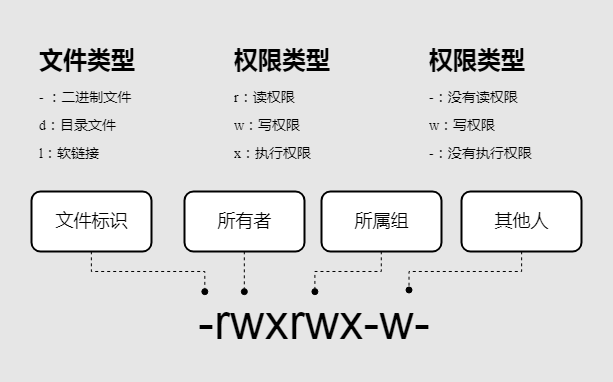 文件类型
- ：二进制文件
d：目录文件
l：软链接
权限类型
r：读权限
w：写权限
x：执行权限
权限类型
-：没有读权限
w：写权限
-：没有执行权限
文件标识
所有者
所属组
其他人
-rwxrwx-w-